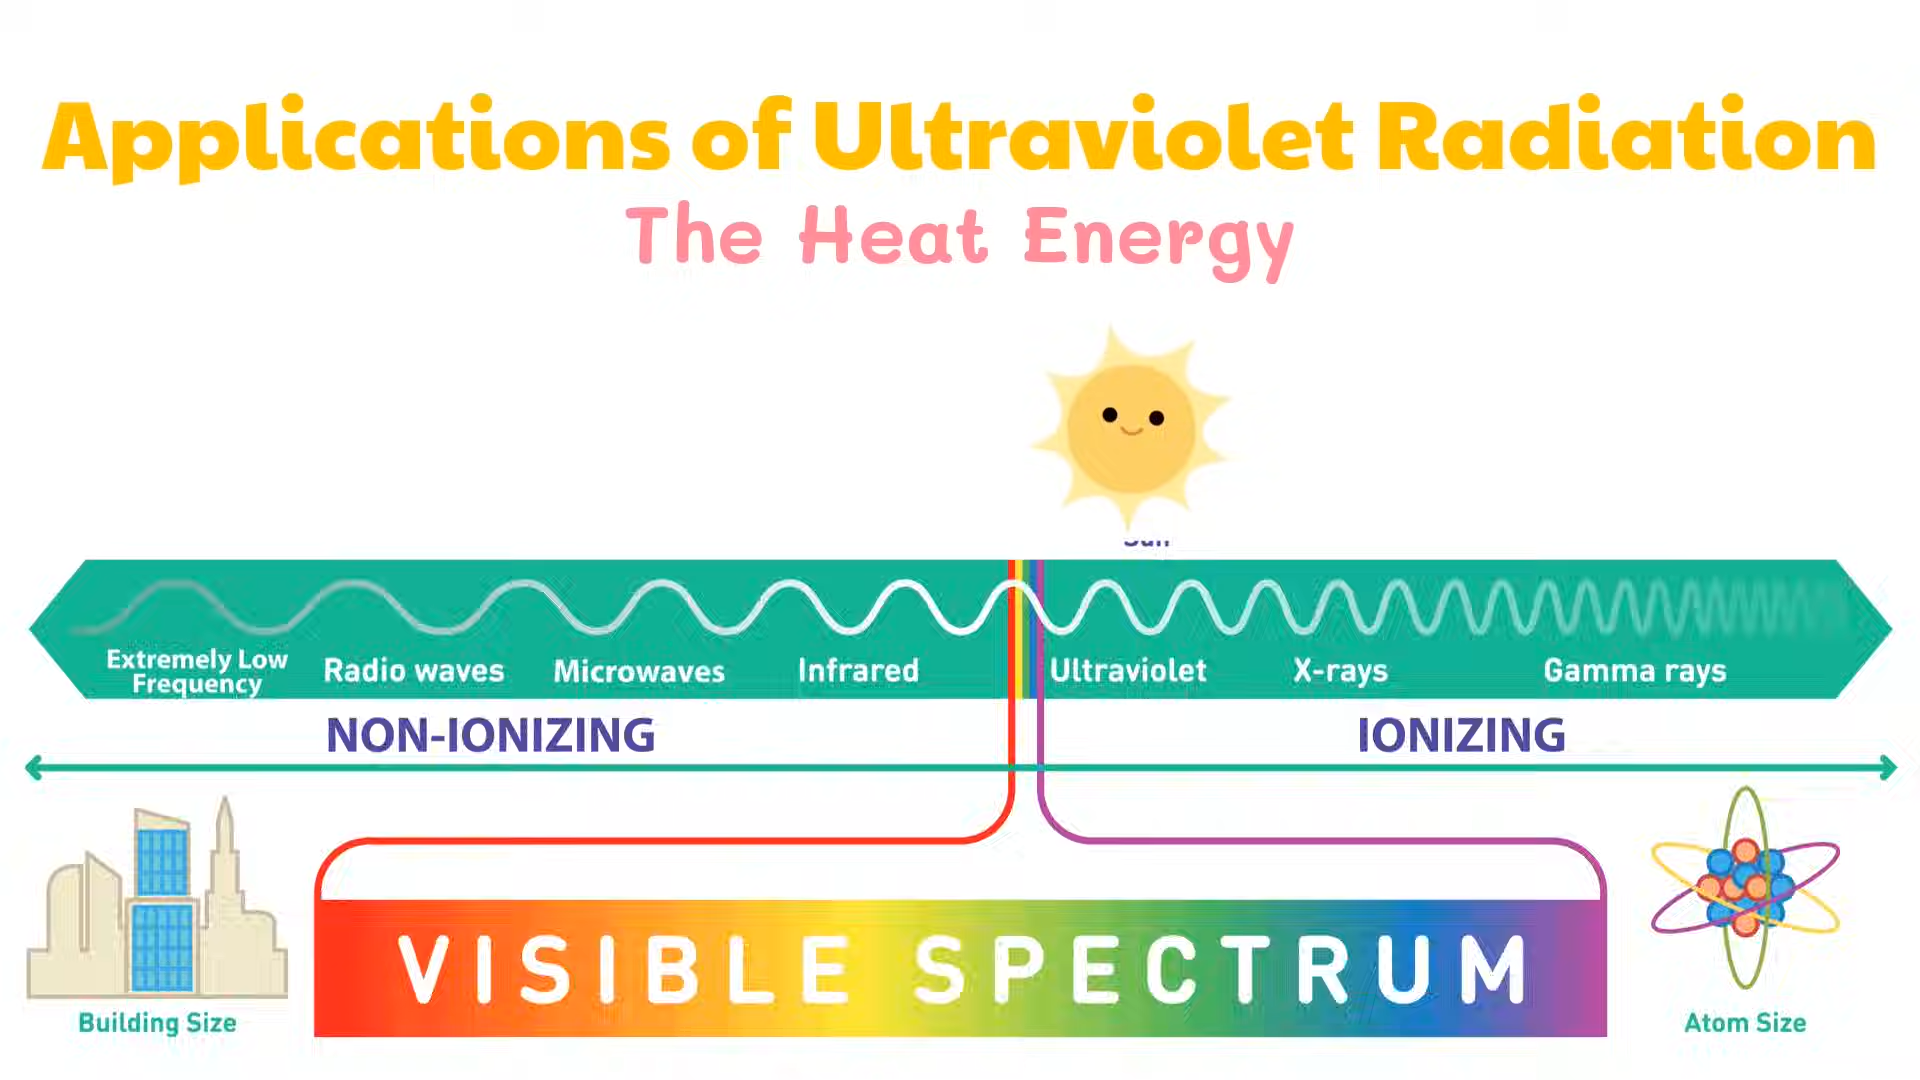 Applications of Ultraviolet Radiation
The Heat Energy
Extremely Low
Frequency
Radio waves
Microwaves
Infrared
Ultraviolet
X-rays
Gamma rays
NON-IONIZING
IONIZING
VISIBLE SPECTRUM
Building Size
Atom Size